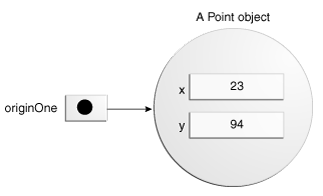 A Point object
originOne
x 23
y 94